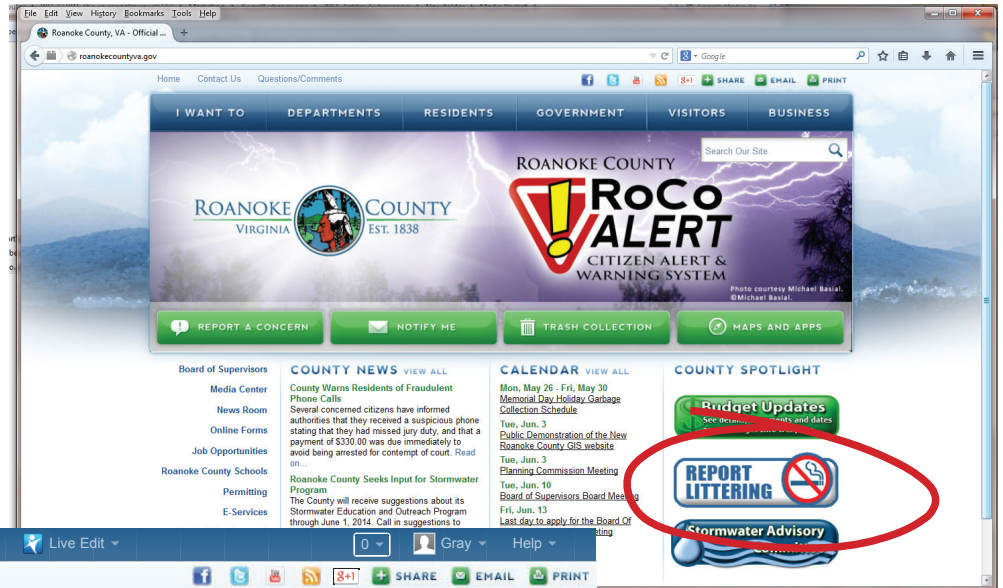 File Edit View History Bookmarks Tools Help
Roanoke County, VA - Official ...
roanokecountyva.gov
Google
Home Contact Us Questions/Comments
8+1 SHARE EMAIL PRINT
I WANT TO DEPARTMENTS RESIDENTS GOVERNMENT VISITORS BUSINESS
Search Our Site
ROANOKE COUNTY
VIRGINIA EST. 1838
ROANOKE COUNTY
RoCo
ALERT
CITIZEN ALERT &
WARNING SYSTEM
Photo courtesy Michael Basial.
©Michael Basial.
REPORT A CONCERN NOTIFY ME TRASH COLLECTION MAPS AND APPS
Board of Supervisors
Media Center
News Room
Online Forms
Job Opportunities
Roanoke County Schools
Permitting
E-Services
COUNTY NEWS VIEW ALL
County Warns Residents of Fraudulent
Phone Calls
Several concerned citizens have informed
authorities that they received a suspicious phone
stating that they had missed jury duty, and that a
payment of $330.00 was due immediately to
avoid being arrested for contempt of court. Read
on...
Roanoke County Seeks Input for Stormwater
Program
The County will receive suggestions about its
Stormwater Education and Outreach Program
through June 1, 2014. Call in suggestions to
CALENDAR VIEW ALL
Mon, May 26 - Fri, May 30
Memorial Day Holiday Garbage
Collection Schedule
Tue, Jun. 3
Public Demonstration of the New
Roanoke County GIS website
Tue, Jun. 3
Planning Commission Meeting
Tue, Jun. 10
Board of Supervisors Board Meeting
Fri, Jun. 13
Last day to apply for the Board Of
COUNTY SPOTLIGHT
Budget Updates
See and dates
REPORT
LITTERING
Stormwater Advisory
Live Edit 0 Gray Help
8+1 SHARE EMAIL PRINT